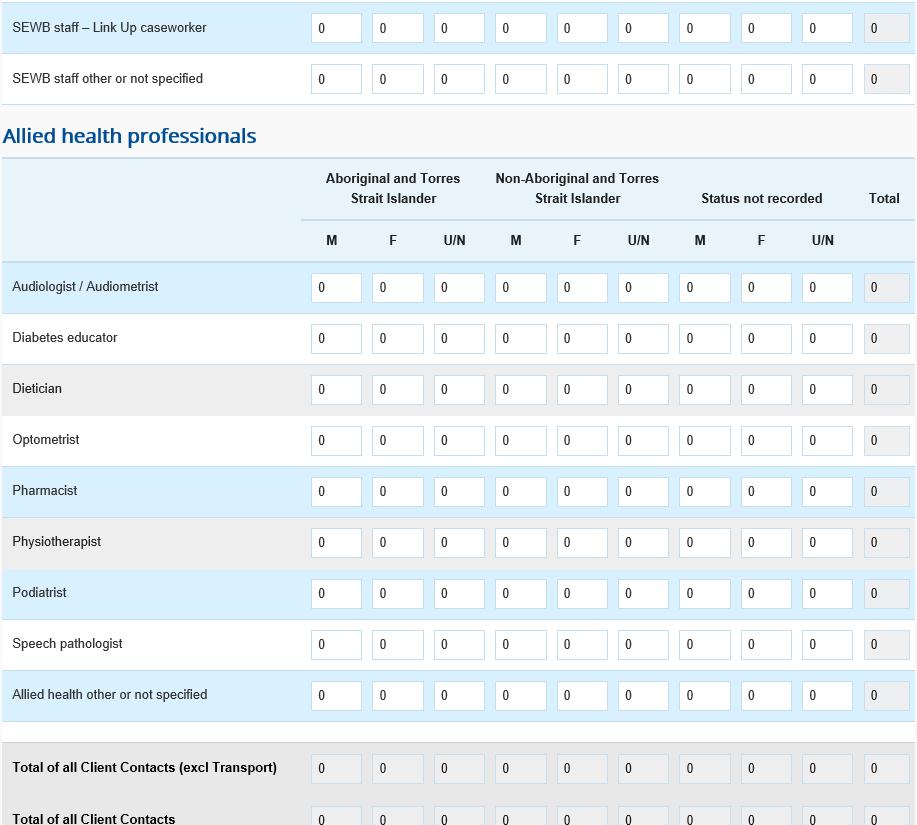 SEWB staff – Link Up caseworker 0 0 0 0 0 0 0 0 0 0
SEWB staff other or not specified 0 0 0 0 0 0 0 0 0 0
Allied health professionals
Aboriginal and Torres Strait Islander Non-Aboriginal and Torres Strait Islander Status not recorded Total
M F U/N M F U/N M F U/N
Audiologist / Audiometrist 0 0 0 0 0 0 0 0 0 0
Diabetes educator 0 0 0 0 0 0 0 0 0 0
Dietician 0 0 0 0 0 0 0 0 0 0
Optometrist 0 0 0 0 0 0 0 0 0 0
Pharmacist 0 0 0 0 0 0 0 0 0 0
Physiotherapist 0 0 0 0 0 0 0 0 0 0
Podiatrist 0 0 0 0 0 0 0 0 0 0
Speech pathologist 0 0 0 0 0 0 0 0 0 0
Allied health other or not specified 0 0 0 0 0 0 0 0 0 0
Total of all Client Contacts (excl Transport) 0 0 0 0 0 0 0 0 0 0
Total of all Client Contacts 0 0 0 0 0 0 0 0 0 0